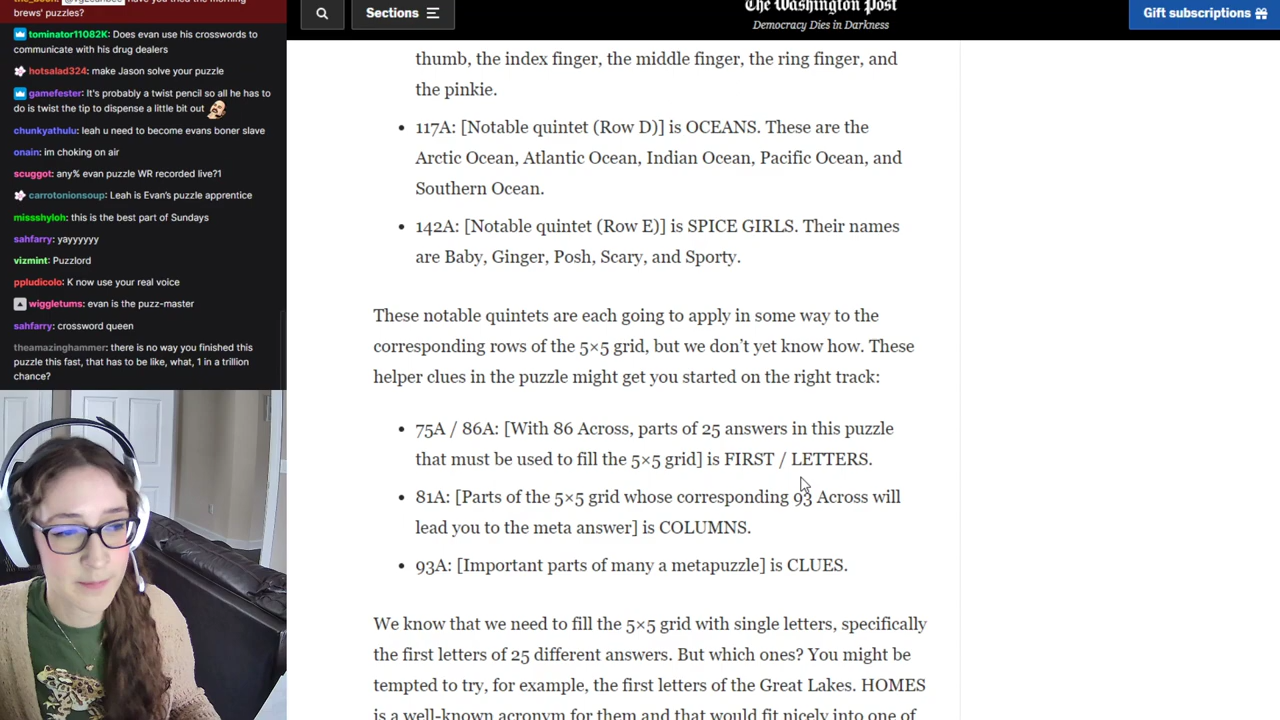 brews' puzzles?
tominator11082K: Does evan use his crosswords to
communicate with his drug dealers
hotsalad324: make Jason solve your puzzle
gamefester: It's probably a twist pencil so all he has to
do is twist the tip to dispense a little bit out
chunkyathulu: leah u need to become evans boner slave
onain: im choking on air
scuggot: any% evan puzzle WR recorded live?1
carrotonionsoup: Leah is Evan's puzzle apprentice
missshyloh: this is the best part of Sundays
sahfarry: yayyyyyy
vizmint: Puzzlord
ppludicolo: K now use your real voice
wiggletums: evan is the puzz-master
sahfarry: crossword queen
theamazinghammer: there is no way you finished this
puzzle this fast, that has to be like, what, 1 in a trillion
chance?
Sections
The Washington Post
Democracy Dies in Darkness
Gift subscriptions
thumb, the index finger, the middle finger, the ring finger, and
the pinkie.
• 117A: [Notable quintet (Row D)] is OCEANS. These are the
Arctic Ocean, Atlantic Ocean, Indian Ocean, Pacific Ocean, and
Southern Ocean.
• 142A: [Notable quintet (Row E)] is SPICE GIRLS. Their names
are Baby, Ginger, Posh, Scary, and Sporty.
These notable quintets are each going to apply in some way to the
corresponding rows of the 5×5 grid, but we don't yet know how. These
helper clues in the puzzle might get you started on the right track:
• 75A / 86A: [With 86 Across, parts of 25 answers in this puzzle
that must be used to fill the 5×5 grid] is FIRST / LETTERS.
• 81A: [Parts of the 5×5 grid whose corresponding 93 Across will
lead you to the meta answer] is COLUMNS.
• 93A: [Important parts of many a metapuzzle] is CLUES.
We know that we need to fill the 5×5 grid with single letters, specifically
the first letters of 25 different answers. But which ones? You might be
tempted to try, for example, the first letters of the Great Lakes. HOMES
is a well-known acronym for them and that would fit nicely into one of